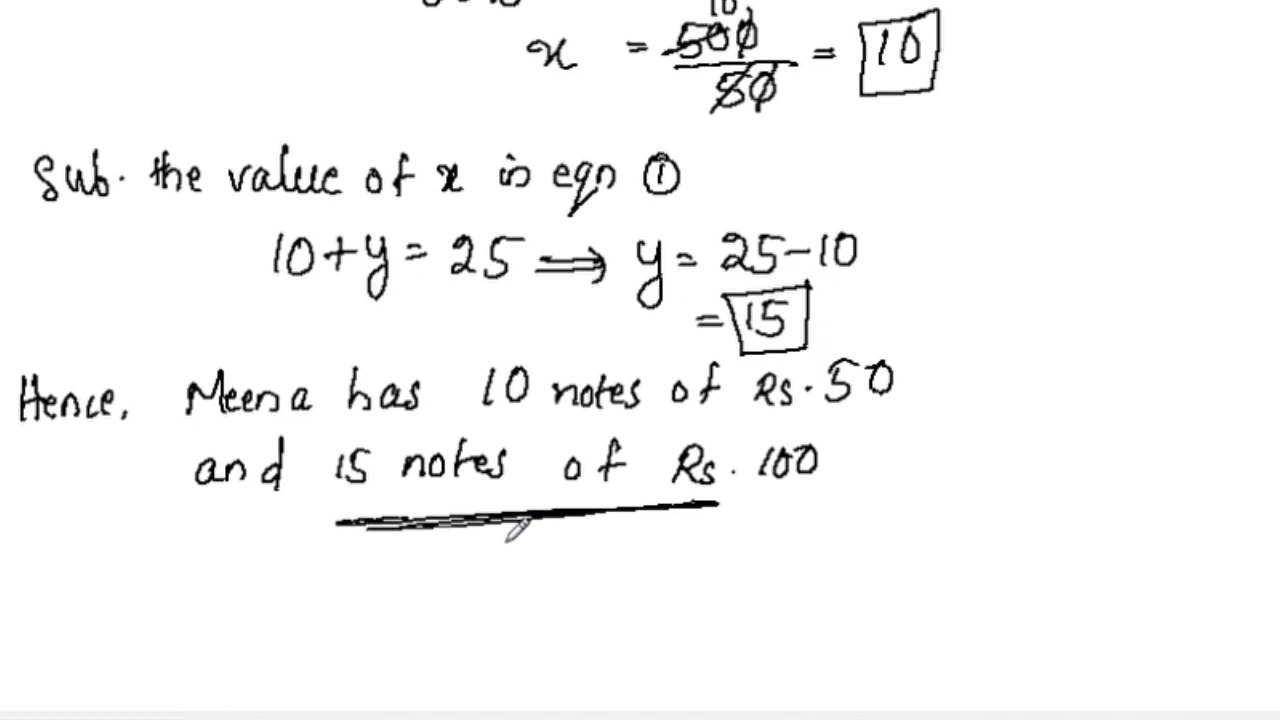 x = 500/50 = 10
10
Sub. the value of x in eqn ①
10+y = 25 ⟹ y = 25-10
= 15
Hence, Meena has 10 notes of Rs. 50
and 15 notes of Rs. 100